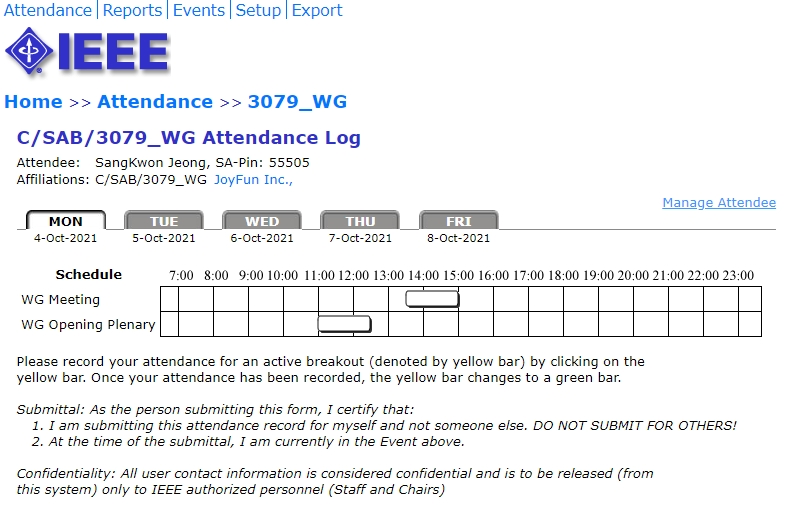 Attendance | Reports | Events | Setup | Export
IEEE
Home >> Attendance >> 3079_WG
C/SAB/3079_WG Attendance Log
Attendee: SangKwon Jeong, SA-Pin: 55505
Affiliations: C/SAB/3079_WG JoyFun Inc.,
Manage Attendee
MON TUE WED THU FRI
4-Oct-2021 5-Oct-2021 6-Oct-2021 7-Oct-2021 8-Oct-2021
Schedule 7:00 8:00 9:00 10:00 11:00 12:00 13:00 14:00 15:00 16:00 17:00 18:00 19:00 20:00 21:00 22:00 23:00
WG Meeting
WG Opening Plenary
Please record your attendance for an active breakout (denoted by yellow bar) by clicking on the
yellow bar. Once your attendance has been recorded, the yellow bar changes to a green bar.
Submittal: As the person submitting this form, I certify that:
1. I am submitting this attendance record for myself and not someone else. DO NOT SUBMIT FOR OTHERS!
2. At the time of the submittal, I am currently in the Event above.
Confidentiality: All user contact information is considered confidential and is to be released (from
this system) only to IEEE authorized personnel (Staff and Chairs)